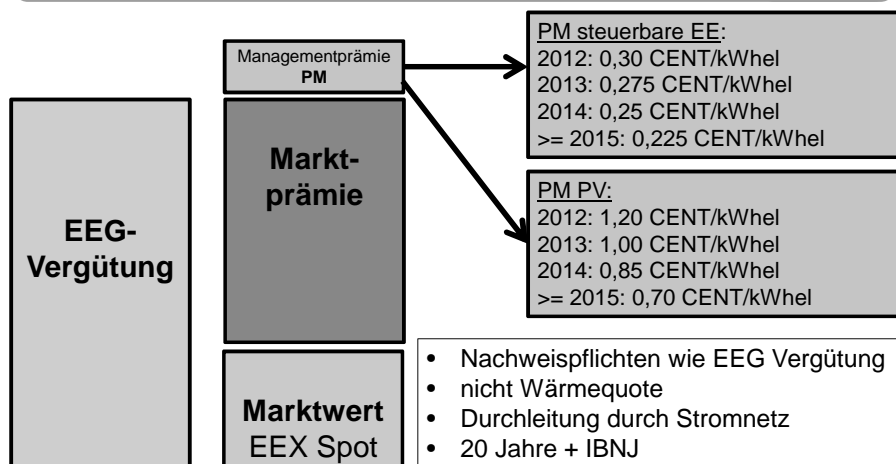 EEG-
Vergütung
Managementprämie
PM
Markt-
prämie
Marktwert
EEX Spot
PM steuerbare EE:
2012: 0,30 CENT/kWhel
2013: 0,275 CENT/kWhel
2014: 0,25 CENT/kWhel
>= 2015: 0,225 CENT/kWhel
PM PV:
2012: 1,20 CENT/kWhel
2013: 1,00 CENT/kWhel
2014: 0,85 CENT/kWhel
>= 2015: 0,70 CENT/kWhel
• Nachweispflichten wie EEG Vergütung
• nicht Wärmequote
• Durchleitung durch Stromnetz
• 20 Jahre + IBNJ